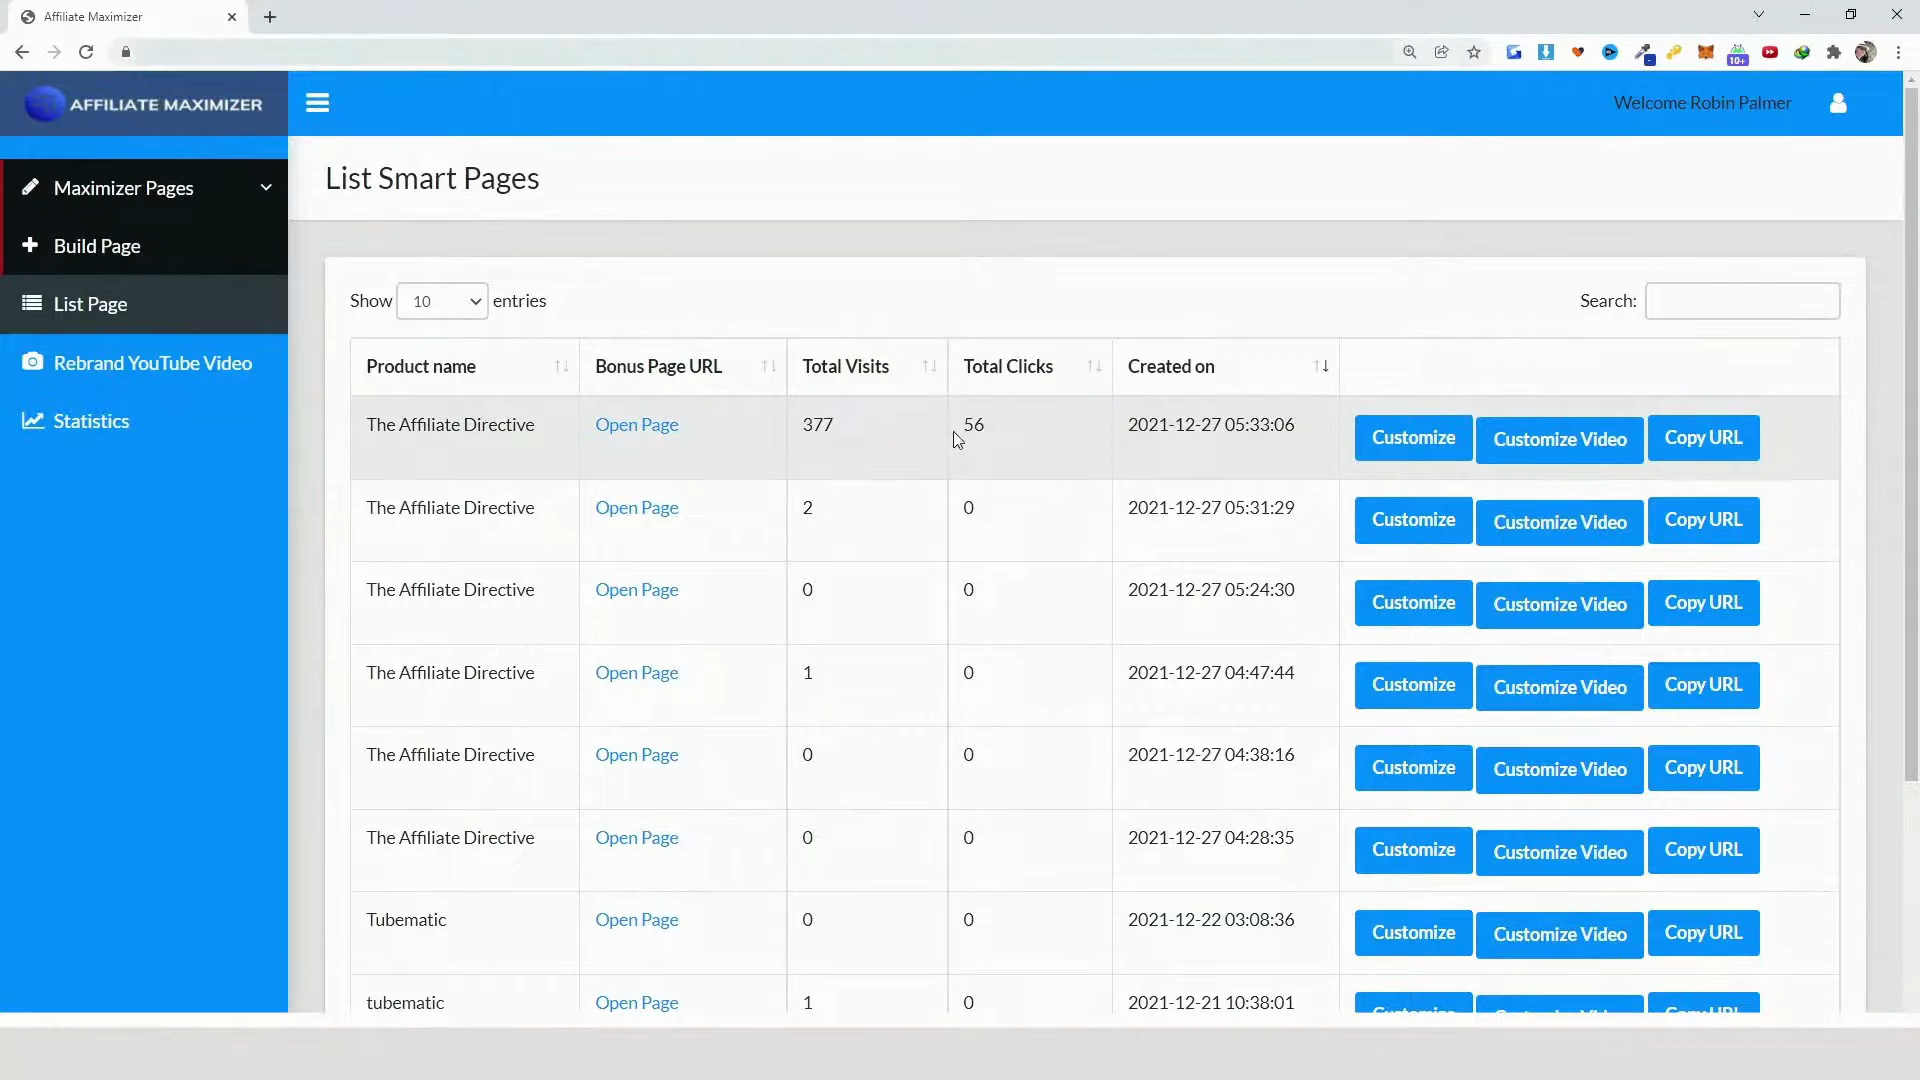 Affiliate Maximizer
10+
AFFILIATE MAXIMIZER
Welcome Robin Palmer
Maximizer Pages
Build Page
List Page
Rebrand YouTube Video
Statistics
List Smart Pages
Show 10 entries
Search:
Product name Bonus Page URL Total Visits Total Clicks Created on
The Affiliate Directive Open Page 377 56 2021-12-27 05:33:06 Customize Customize Video Copy URL
The Affiliate Directive Open Page 2 0 2021-12-27 05:31:29 Customize Customize Video Copy URL
The Affiliate Directive Open Page 0 0 2021-12-27 05:24:30 Customize Customize Video Copy URL
The Affiliate Directive Open Page 1 0 2021-12-27 04:47:44 Customize Customize Video Copy URL
The Affiliate Directive Open Page 0 0 2021-12-27 04:38:16 Customize Customize Video Copy URL
The Affiliate Directive Open Page 0 0 2021-12-27 04:28:35 Customize Customize Video Copy URL
Tubematic Open Page 0 0 2021-12-22 03:08:36 Customize Customize Video Copy URL
tubematic Open Page 1 0 2021-12-21 10:38:01